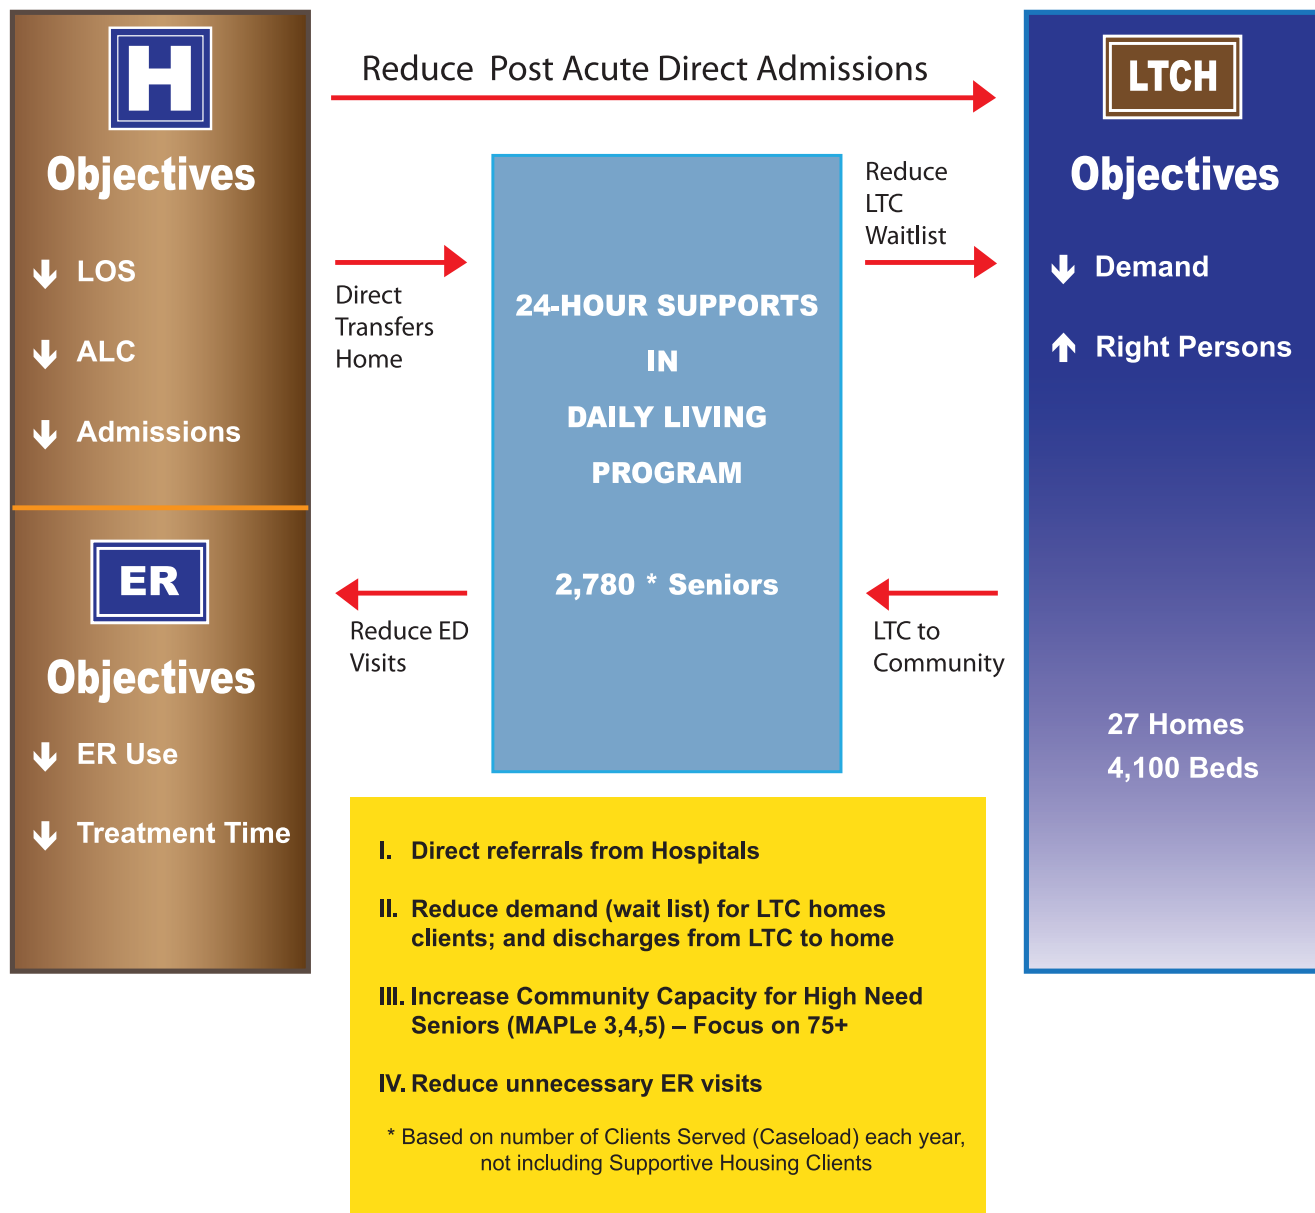 H
Objectives
LOS
ALC
Admissions
ER
Objectives
ER Use
Treatment Time
Reduce Post Acute Direct Admissions
Direct
Transfers
Home
Reduce ED
Visits
24-HOUR SUPPORTS
IN
DAILY LIVING
PROGRAM
2,780 * Seniors
Reduce
LTC
Waitlist
LTC to
Community
LTCH
Objectives
Demand
Right Persons
27 Homes
4,100 Beds
I. Direct referrals from Hospitals
II. Reduce demand (wait list) for LTC homes
clients; and discharges from LTC to home
III. Increase Community Capacity for High Need
Seniors (MAPLe 3,4,5) – Focus on 75+
IV. Reduce unnecessary ER visits
* Based on number of Clients Served (Caseload) each year,
not including Supportive Housing Clients